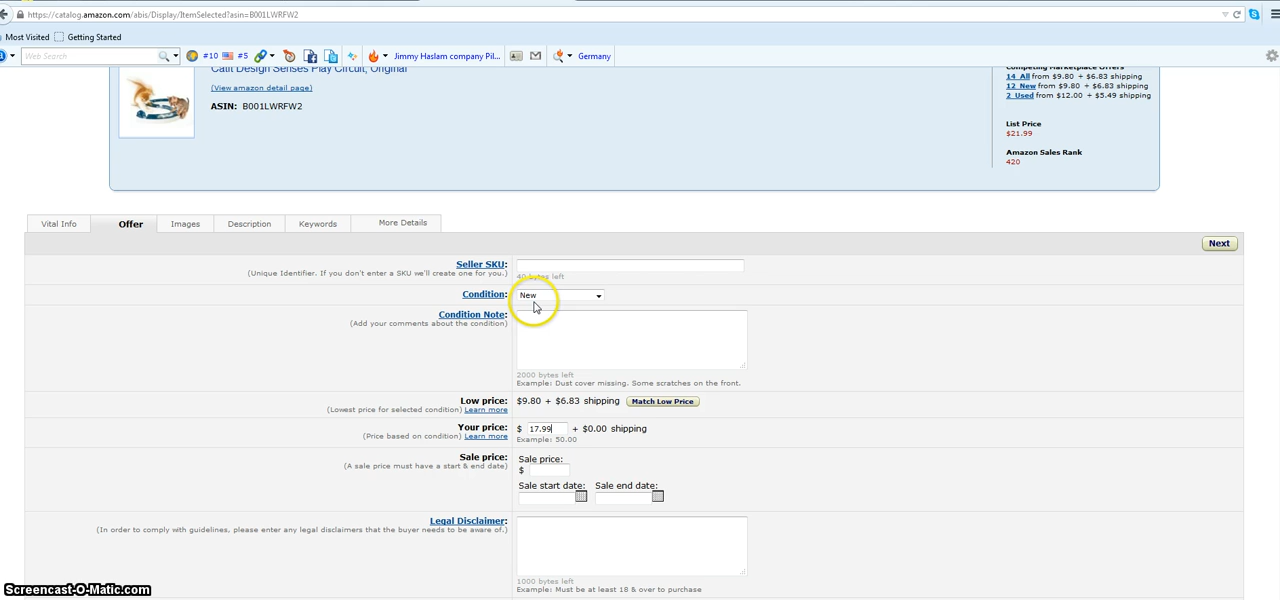 https://catalog.amazon.com/abis/Display/ItemSelected?asin=B001LWRFW2
Most Visited Getting Started
Web Search #10 #5 Jimmy Haslam company Pil... Germany
Catit Design Senses Play Circuit, Original
(View amazon detail page)
ASIN: B001LWRFW2
Competing Marketplace Offers
14 All from $9.80 + $6.83 shipping
12 New from $9.80 + $6.83 shipping
2 Used from $12.00 + $5.49 shipping
List Price
$21.99
Amazon Sales Rank
420
Vital Info Offer Images Description Keywords More Details
Next
Seller SKU:
(Unique Identifier. If you don't enter a SKU we'll create one for you.)
40 bytes left
Condition: New
Condition Note:
(Add your comments about the condition)
2000 bytes left
Example: Dust cover missing. Some scratches on the front.
Low price: $9.80 + $6.83 shipping Match Low Price
(Lowest price for selected condition) Learn more
Your price: $ 17.99 + $0.00 shipping
(Price based on condition) Learn more Example: 50.00
Sale price: Sale price:
(A sale price must have a start & end date) $
Sale start date: Sale end date:
Legal Disclaimer:
(In order to comply with guidelines, please enter any legal disclaimers that the buyer needs to be aware of.)
1000 bytes left
Example: Must be at least 18 & over to purchase
Screencast-O-Matic.com